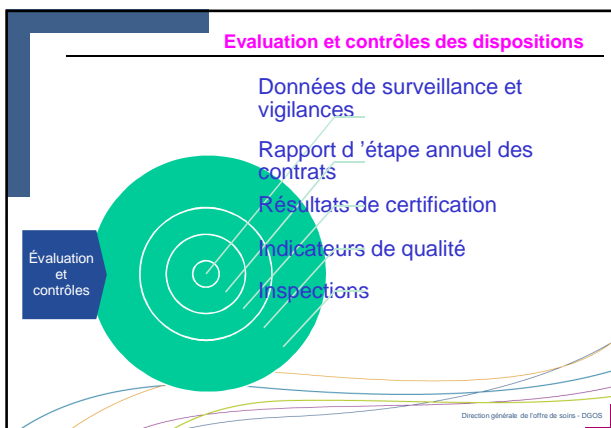 Evaluation et contrôles des dispositions
Données de surveillance et
vigilances
Rapport d ’étape annuel des
contrats
Résultats de certification
Indicateurs de qualité
Inspections
Évaluation
et
contrôles
Direction générale de l'offre de soins - DGOS